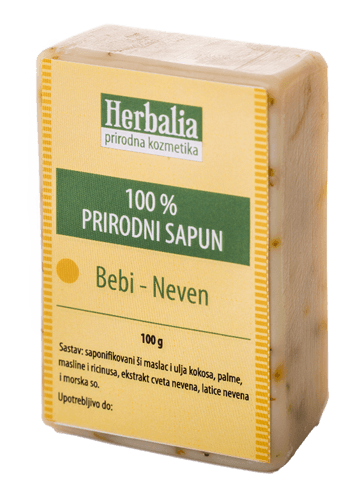 Herbalia
prirodna kozmetika
100 %
PRIRODNI SAPUN
Bebi - Neven
100 g
Sastav: saponifikovani ši maslac i ulja kokosa, palme,
masline i ricinusa, ekstrakt cveta nevena, latice nevena
i morska so.
Upotrebljivo do: